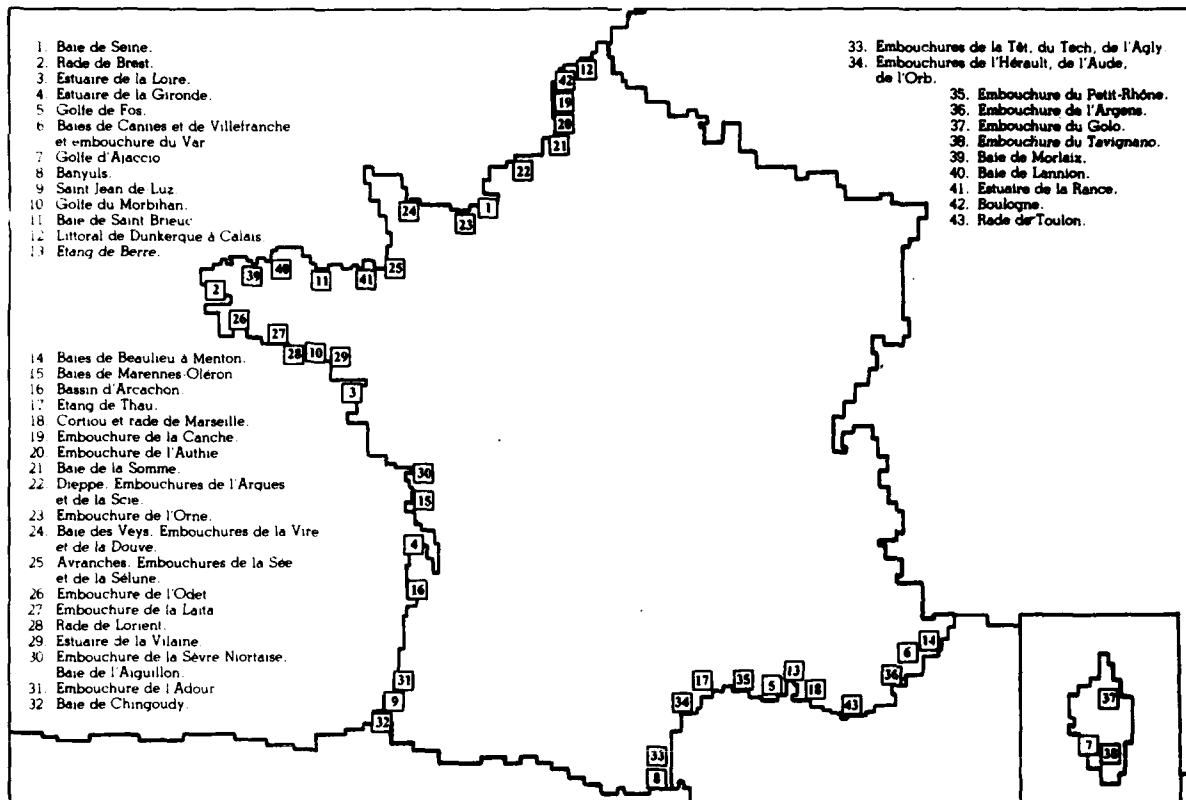 1. Baie de Seine.
2. Rade de Brest.
3 Estuaire de la Loire.
4 Estuaire de la Gironde.
5 Golfe de Fos.
6 Baies de Cannes et de Villefranche
et embouchure du Var
7 Golfe d'Ajaccio
8 Banyuls.
9 Saint Jean de Luz
10 Golfe du Morbihan.
11 Baie de Saint Brieuc
12 Littoral de Dunkerque à Calais.
13 Etang de Berre.
14 Baies de Beaulieu à Menton.
15 Baies de Marennes-Oléron
16 Bassin d'Arcachon.
17 Etang de Thau.
18 Cortiou et rade de Marseille.
19 Embouchure de la Canche.
20 Embouchure de l'Authie
21 Baie de la Somme.
22 Dieppe. Embouchures de l'Arques
et de la Scie.
23 Embouchure de l'Orne.
24 Baie des Veys. Embouchures de la Vire
et de la Douve.
25 Avranches. Embouchures de la Sée
et de la Sélune.
26 Embouchure de l'Odet
27 Embouchure de la Laita
28 Rade de Lorient.
29 Estuaire de la Vilaine.
30 Embouchure de la Sèvre Niortaise.
Baie de l'Aiguillon.
31. Embouchure de l'Adour
32 Baie de Chingoudy.
33. Embouchures de la Têt, du Tech, de l'Agly
34. Embouchures de l'Hérault, de l'Aude,
de l'Orb.
35. Embouchure du Petit-Rhône.
36. Embouchure de l'Argens.
37. Embouchure du Golo.
38. Embouchure du Tavignano.
39. Baie de Morlaix.
40. Baie de Lannion.
41. Estuaire de la Rance.
42. Boulogne.
43. Rade de Toulon.
12
42
19
20
21
22
1
24
23
25
39
40
11
41
2
26
27
28
10
29
3
30
15
4
16
31
9
32
14
6
36
13
17
35
5
18
34
43
33
8
37
7
38